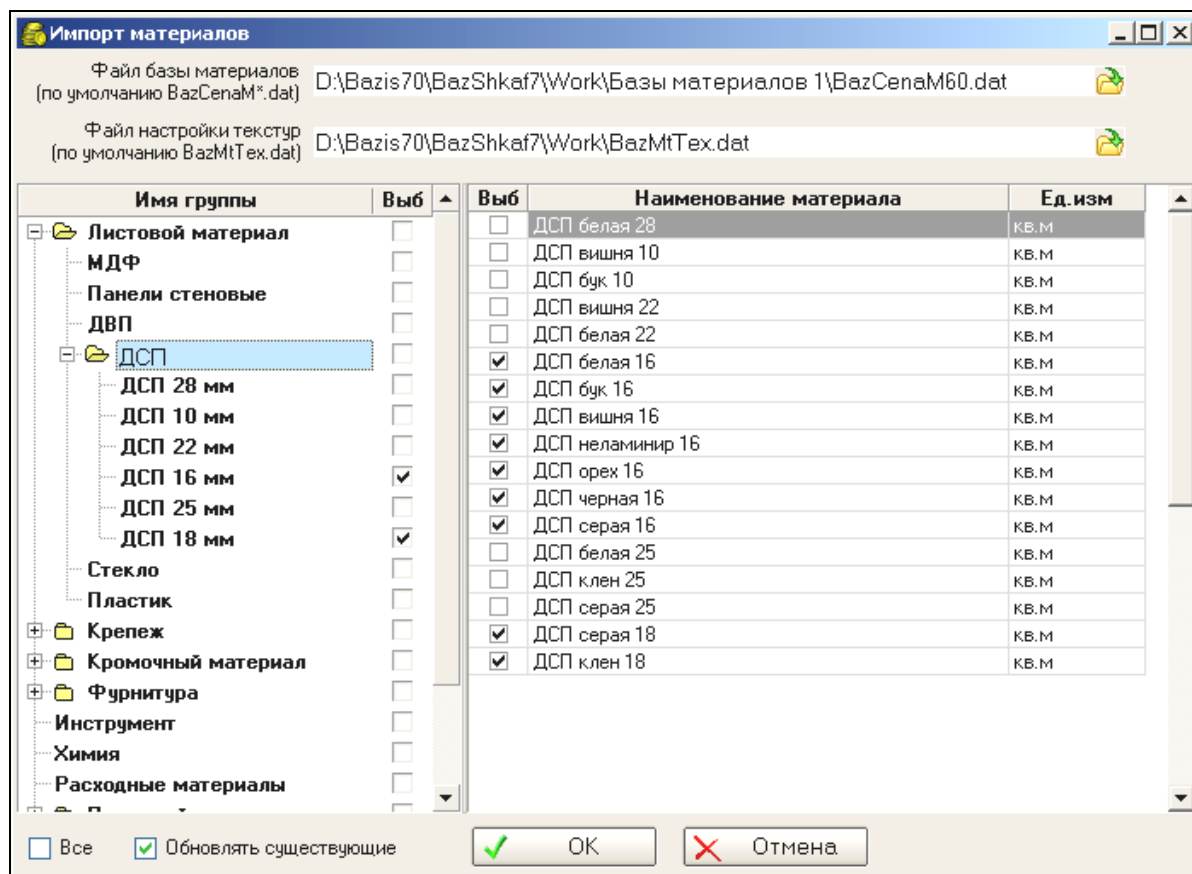 Импорт материалов
Файл базы материалов
(по умолчанию BazCenaM*.dat)
D:\Bazis70\BazShkaf7\Work\Базы материалов 1\BazCenaM60.dat
Файл настройки текстур
(по умолчанию BazMtTex.dat)
D:\Bazis70\BazShkaf7\Work\BazMtTex.dat
Имя группы Выб
Листовой материал
МДФ
Панели стеновые
ДВП
ДСП
ДСП 28 мм
ДСП 10 мм
ДСП 22 мм
ДСП 16 мм
ДСП 25 мм
ДСП 18 мм
Стекло
Пластик
Крепеж
Кромочный материал
Фурнитура
Инструмент
Химия
Расходные материалы
Выб Наименование материала Ед.изм
ДСП белая 28 кв.м
ДСП вишня 10 кв.м
ДСП бук 10 кв.м
ДСП вишня 22 кв.м
ДСП белая 22 кв.м
ДСП белая 16 кв.м
ДСП бук 16 кв.м
ДСП вишня 16 кв.м
ДСП неламинир 16 кв.м
ДСП орех 16 кв.м
ДСП черная 16 кв.м
ДСП серая 16 кв.м
ДСП белая 25 кв.м
ДСП клен 25 кв.м
ДСП серая 25 кв.м
ДСП серая 18 кв.м
ДСП клен 18 кв.м
Все Обновлять существующие OK Отмена